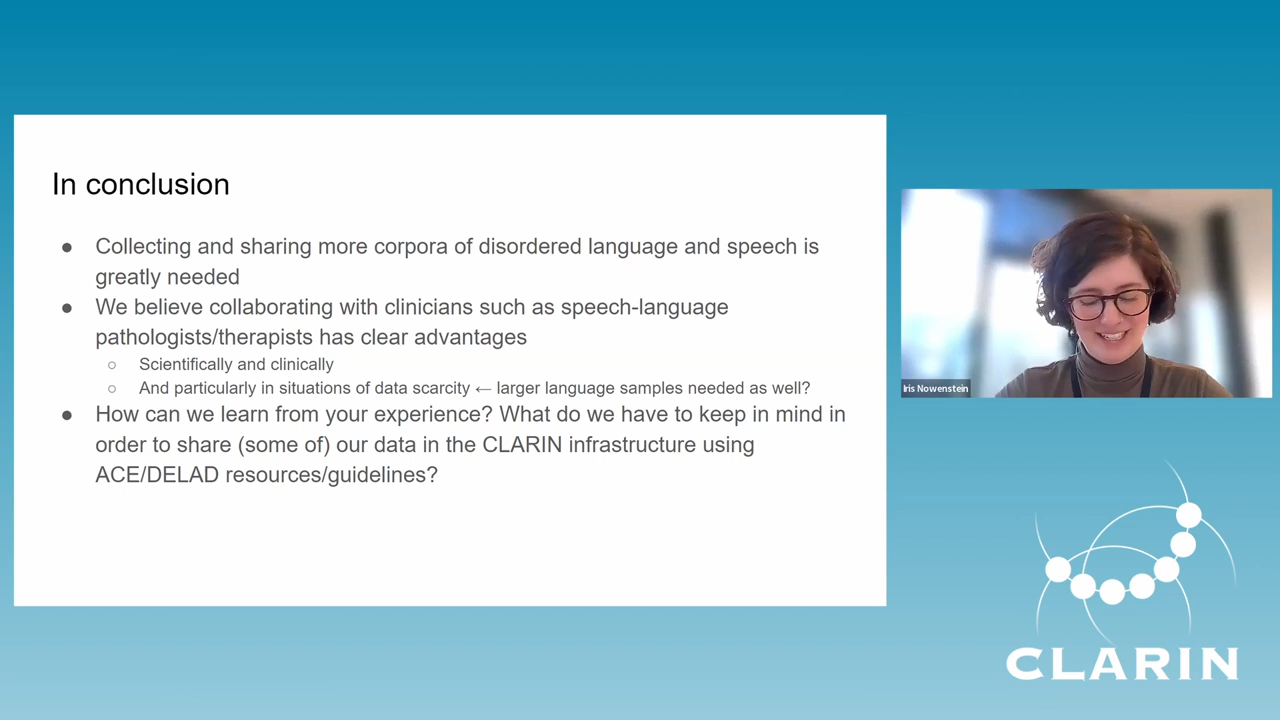 In conclusion
● Collecting and sharing more corpora of disordered language and speech is
greatly needed
● We believe collaborating with clinicians such as speech-language
pathologists/therapists has clear advantages
○ Scientifically and clinically
○ And particularly in situations of data scarcity ← larger language samples needed as well?
● How can we learn from your experience? What do we have to keep in mind in
order to share (some of) our data in the CLARIN infrastructure using
ACE/DELAD resources/guidelines?
Iris Nowenstein
CLARIN